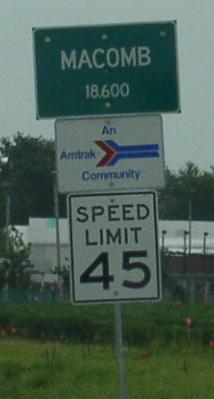 MACOMB
18.600
An
Amtrak
Community
SPEED
LIMIT
45